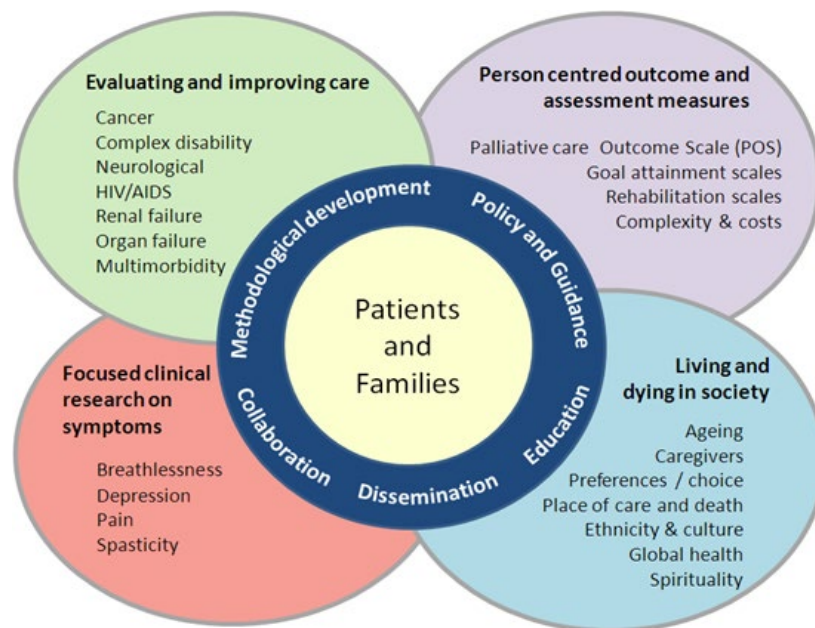 Evaluating and improving care
Cancer
Complex disability
Neurological
HIV/AIDS
Renal failure
Organ failure
Multimorbidity
Person centred outcome and
assessment measures
Palliative care Outcome Scale (POS)
Goal attainment scales
Rehabilitation scales
Complexity & costs
Methodological development
Policy and Guidance
Education
Dissemination
Collaboration
Patients
and
Families
Focused clinical
research on
symptoms
Breathlessness
Depression
Pain
Spasticity
Living and
dying in society
Ageing
Caregivers
Preferences / choice
Place of care and death
Ethnicity & culture
Global health
Spirituality